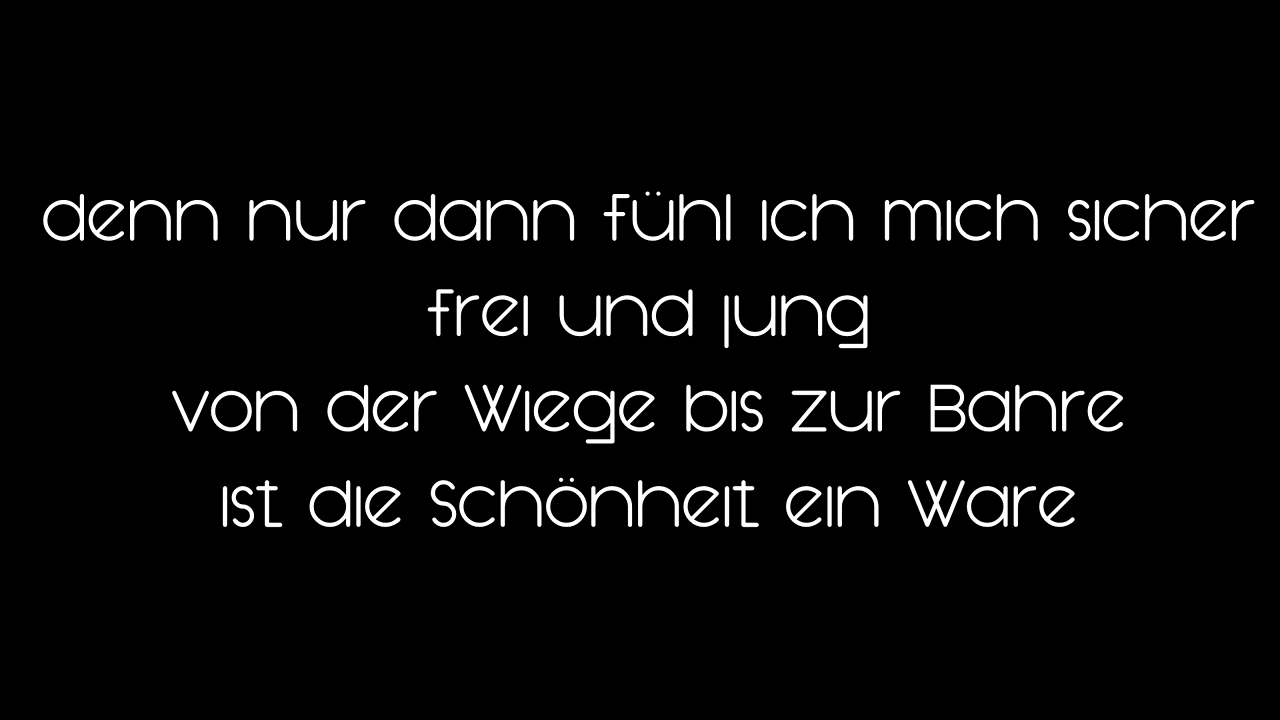 denn nur dann fühl ich mich sicher
frei und jung
von der Wiege bis zur Bahre
ist die Schönheit ein Ware